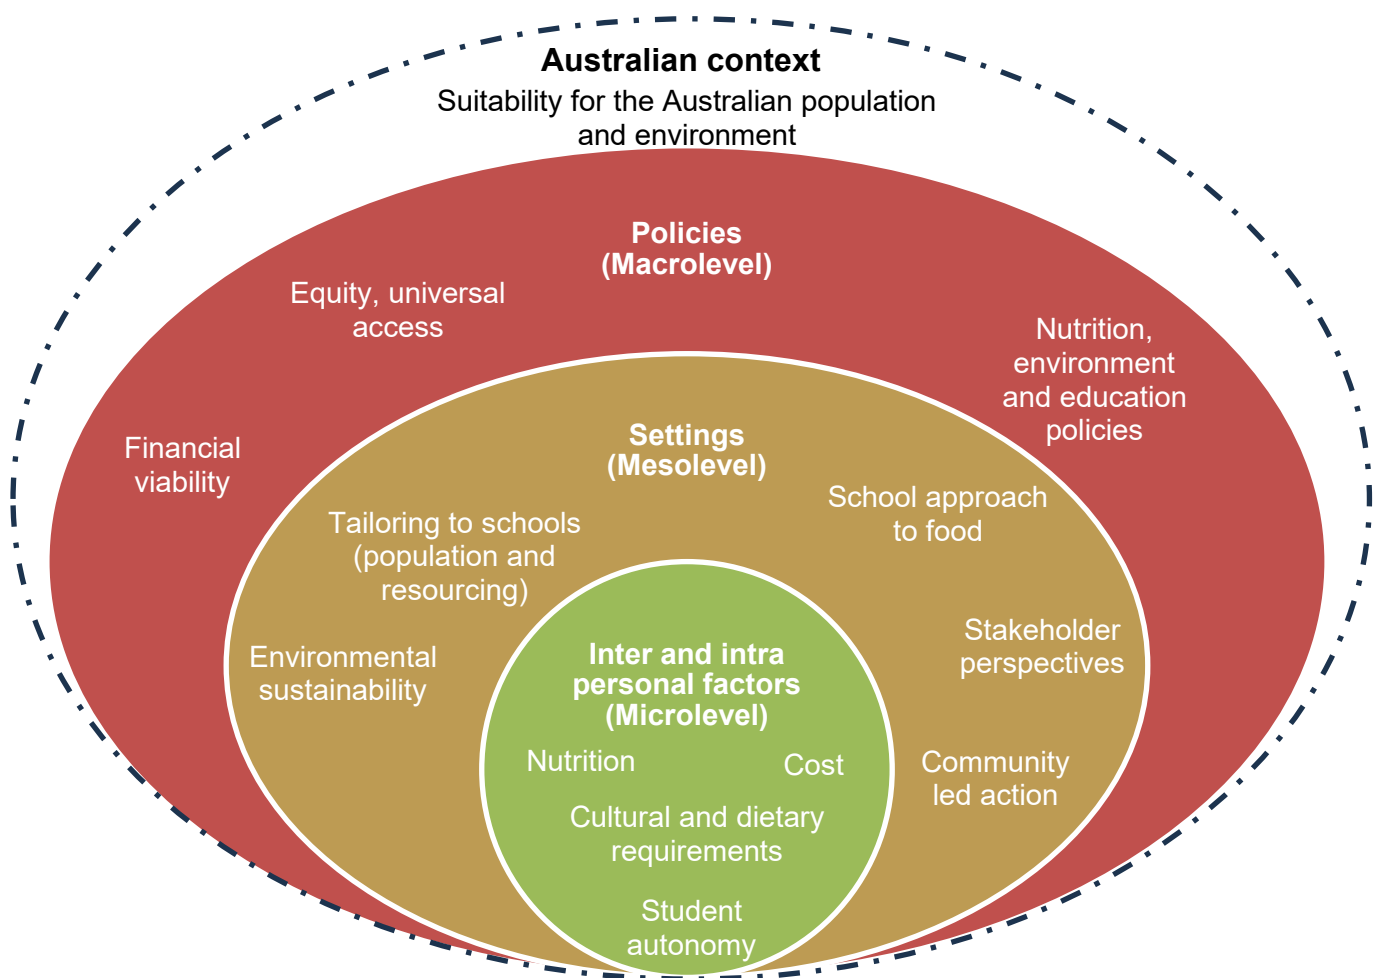 Australian context
Suitability for the Australian population
and environment
Policies
(Macrolevel)
Equity, universal
access
Nutrition,
environment
and education
policies
Financial
viability
Settings
(Mesolevel)
School approach
to food
Tailoring to schools
(population and
resourcing)
Stakeholder
perspectives
Environmental
sustainability
Inter and intra
personal factors
(Microlevel)
Nutrition
Cost
Community
led action
Cultural and dietary
requirements
Student
autonomy